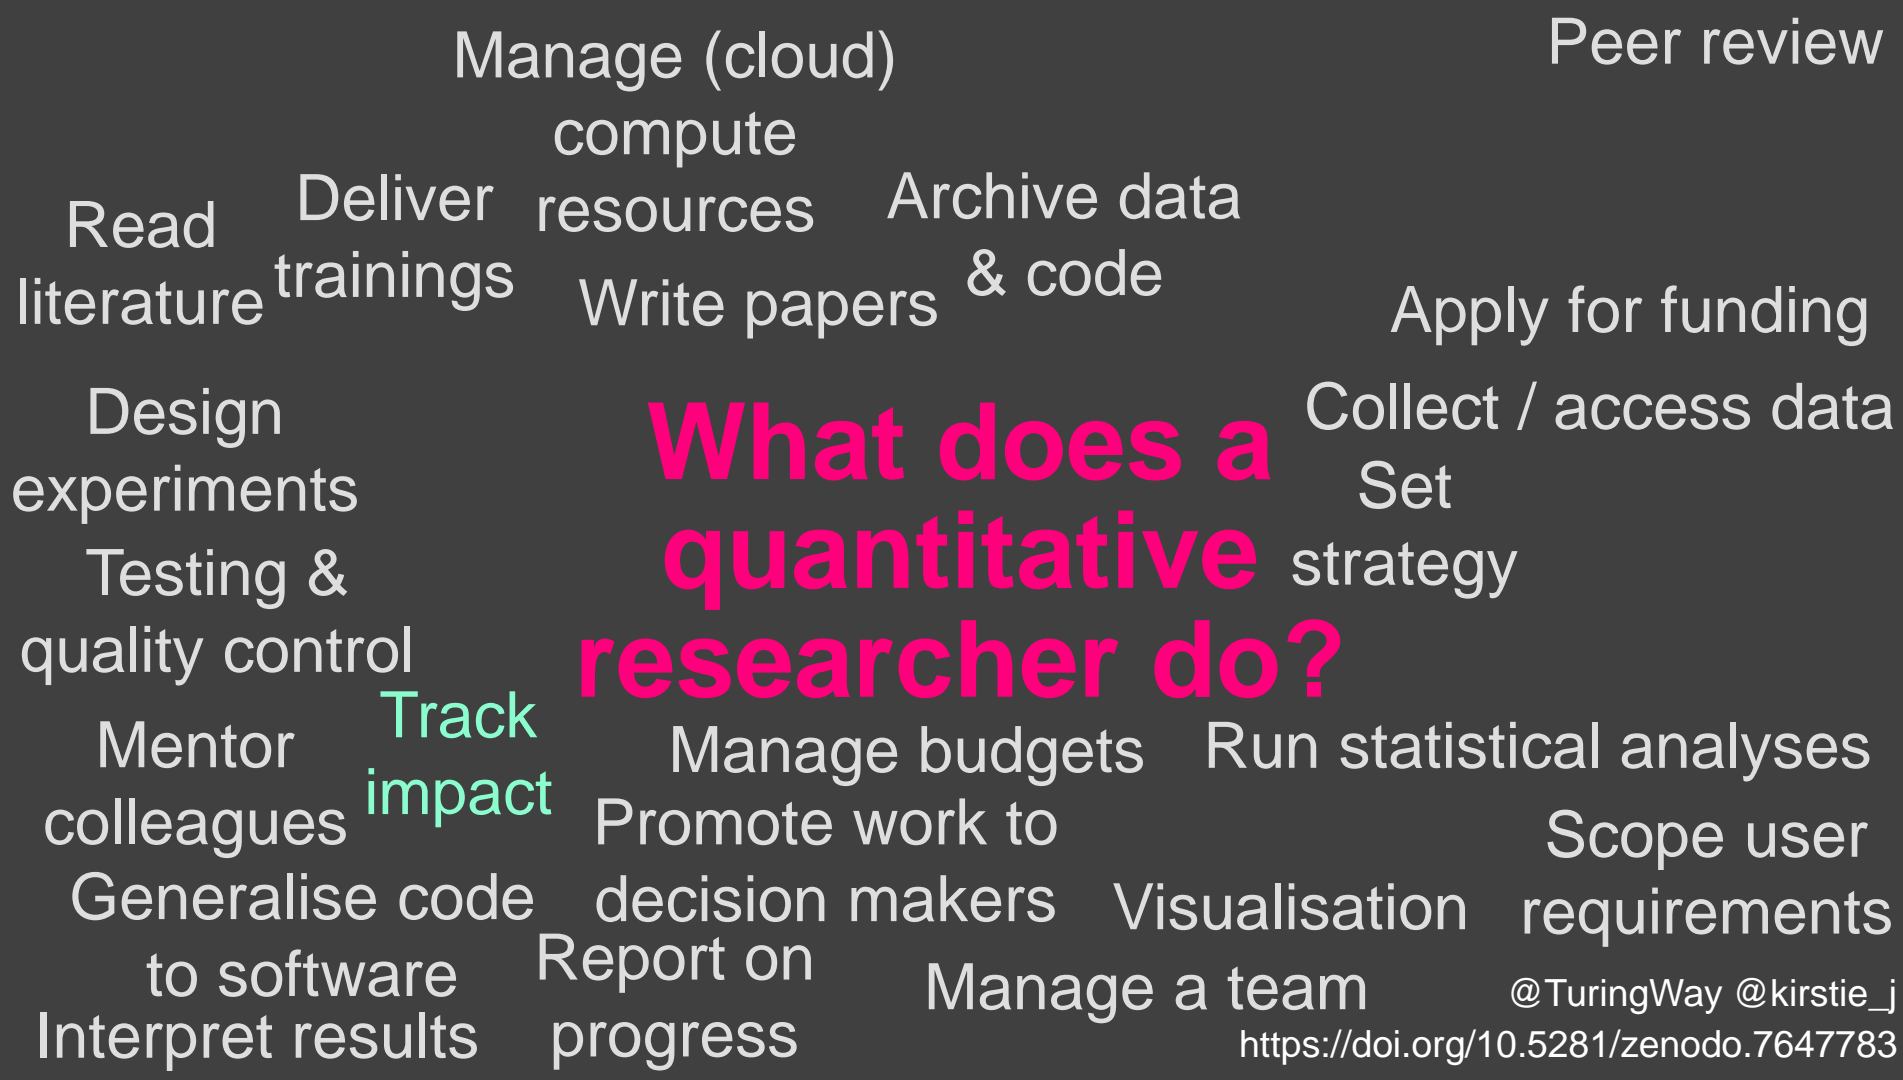 Manage (cloud)
compute
resources
Peer review
Read
literature
Deliver
trainings
Archive data
& code
Write papers
Apply for funding
Design
experiments
What does a
quantitative
researcher do?
Collect / access data
Set
strategy
Testing &
quality control
Track
impact
Mentor
colleagues
Manage budgets
Run statistical analyses
Promote work to
decision makers
Scope user
requirements
Generalise code
to software
Visualisation
Report on
progress
Manage a team
Interpret results
@TuringWay @kirstie_j
https://doi.org/10.5281/zenodo.7647783